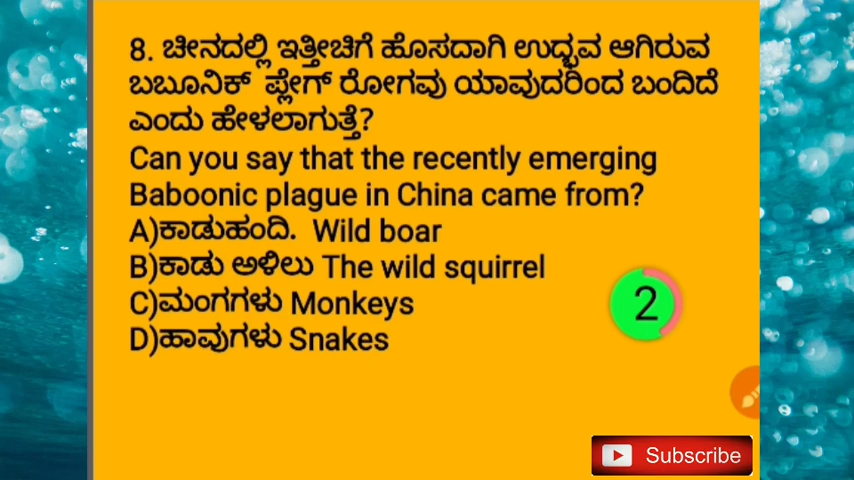 8. ಚೀನದಲ್ಲಿ ಇತ್ತೀಚಿಗೆ ಹೊಸದಾಗಿ ಉದ್ಭವ ಆಗಿರುವ
ಬಬೂನಿಕ್ ಪ್ಲೇಗ್ ರೋಗವು ಯಾವುದರಿಂದ ಬಂದಿದೆ
ಎಂದು ಹೇಳಲಾಗುತ್ತೆ?
Can you say that the recently emerging
Baboonic plague in China came from?
A)ಕಾಡುಹಂದಿ. Wild boar
B)ಕಾಡು ಅಳಿಲು The wild squirrel
C)ಮಂಗಗಳು Monkeys
D)ಹಾವುಗಳು Snakes
2
Subscribe